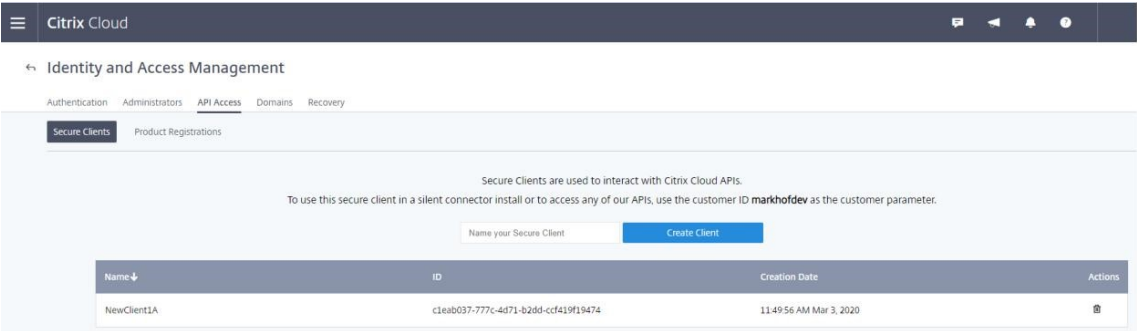 Citrix Cloud
Identity and Access Management
Authentication Administrators API Access Domains Recovery
Secure Clients Product Registrations
Secure Clients are used to interact with Citrix Cloud APIs.
To use this secure client in a silent connector install or to access any of our APIs, use the customer ID markhofdev as the customer parameter.
Name your Secure Client Create Client
Name ID Creation Date Actions
NewClient1A c1eab037-777c-4d71-b2dd-ccf419f19474 11:49:56 AM Mar 3, 2020